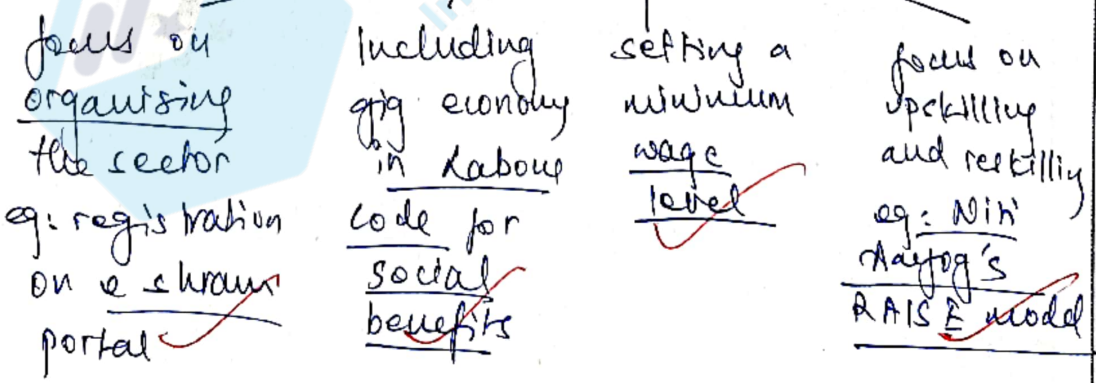 focus on
organising
the sector
eg: registration
on e shram
portal
Including
gig economy
in Labour
code for
social
benefits
setting a
minimum
wage
level
focus on
upskilling
and reskilling
eg: Niti
Aayog's
RAISE model